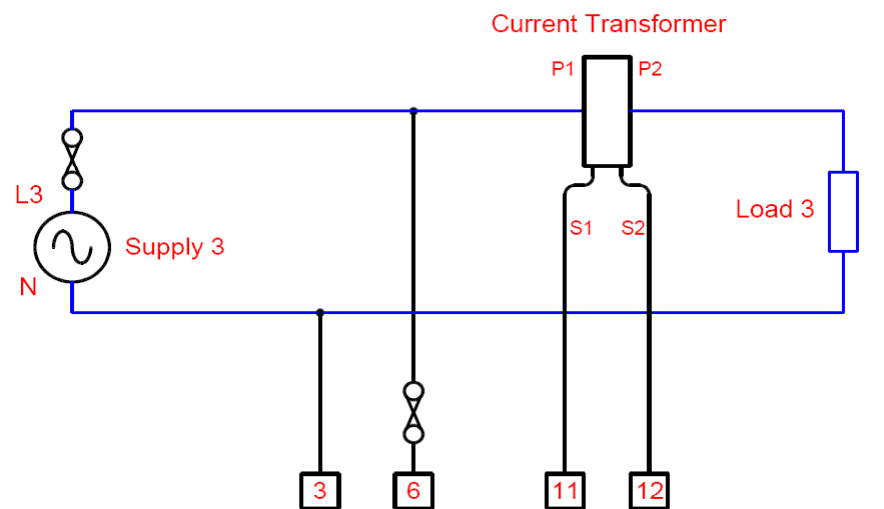 Current Transformer
P1
P2
L3
Supply 3
N
S1
S2
Load 3
3
6
11
12